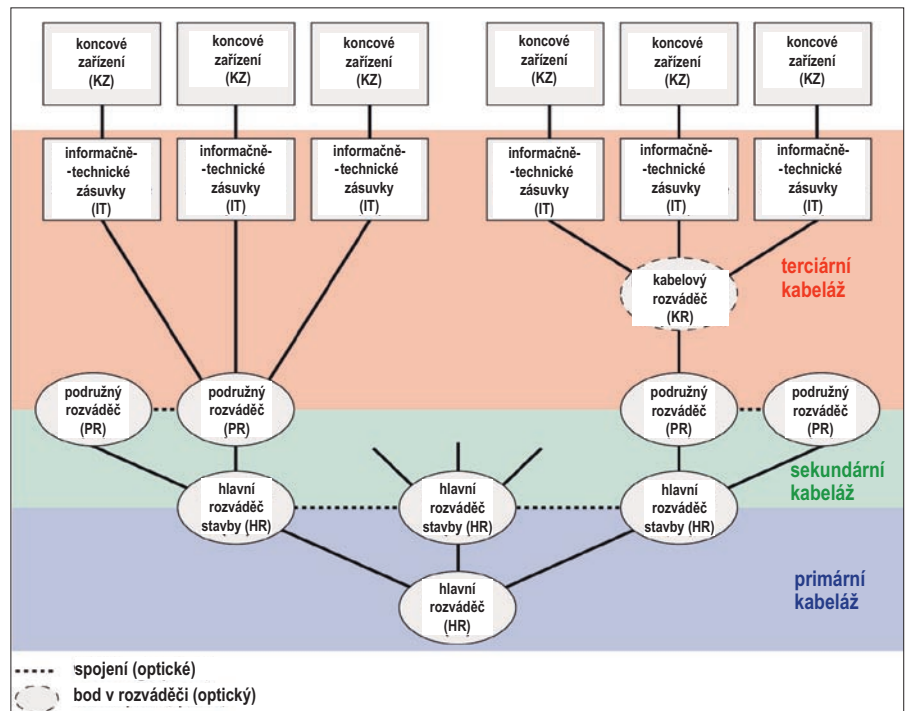 koncové
zařízení
(KZ)
koncové
zařízení
(KZ)
koncové
zařízení
(KZ)
koncové
zařízení
(KZ)
koncové
zařízení
(KZ)
koncové
zařízení
(KZ)
informačně-
-technické
zásuvky
(IT)
informačně-
-technické
zásuvky
(IT)
informačně-
-technické
zásuvky
(IT)
informačně-
-technické
zásuvky
(IT)
informačně-
-technické
zásuvky
(IT)
informačně-
-technické
zásuvky
(IT)
kabelový
rozváděč
(KR)
terciární
kabeláž
podružný
rozváděč
(PR)
podružný
rozváděč
(PR)
podružný
rozváděč
(PR)
podružný
rozváděč
(PR)
hlavní
rozváděč
stavby (HR)
hlavní
rozváděč
stavby (HR)
hlavní
rozváděč
stavby (HR)
sekundární
kabeláž
hlavní
rozváděč
(HR)
primární
kabeláž
spojení (optické)
bod v rozváděči (optický)